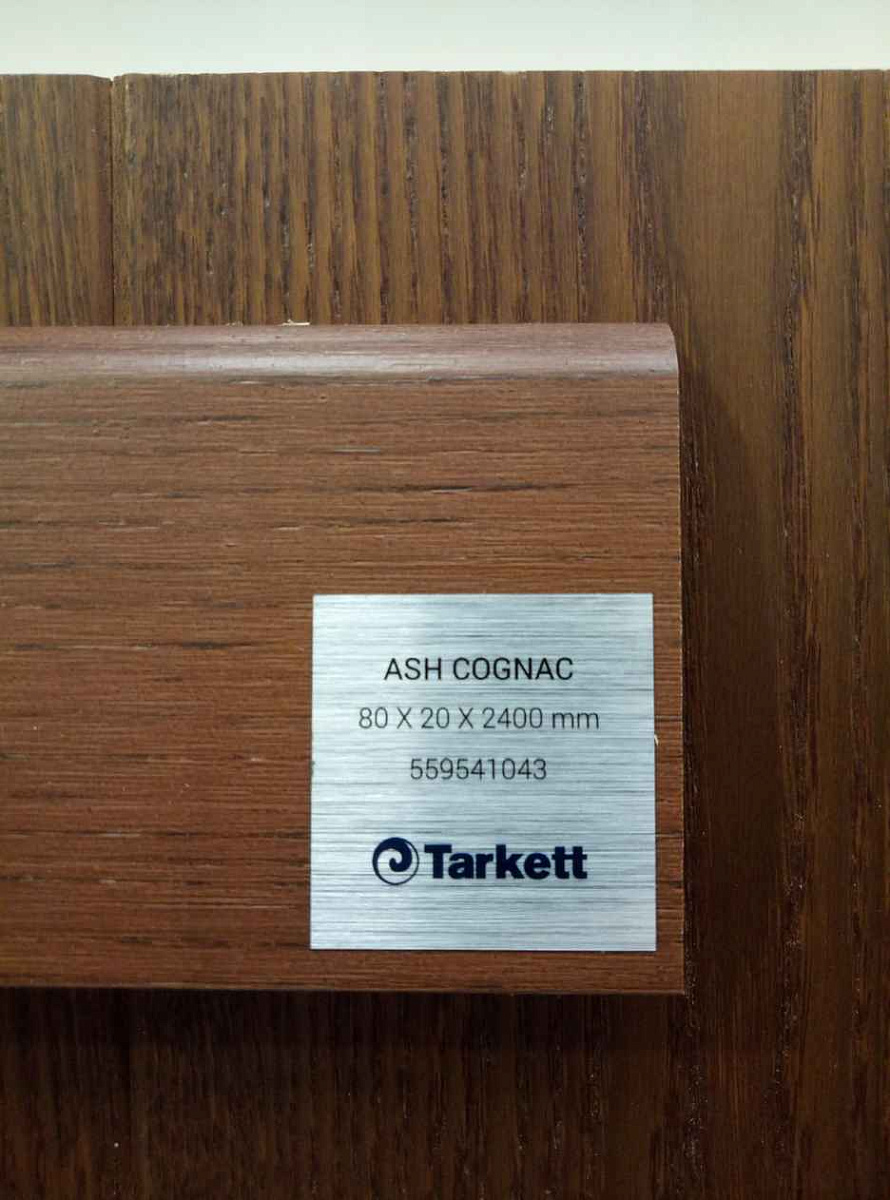 ASH COGNAC
80 X 20 X 2400 mm
559541043
Tarkett